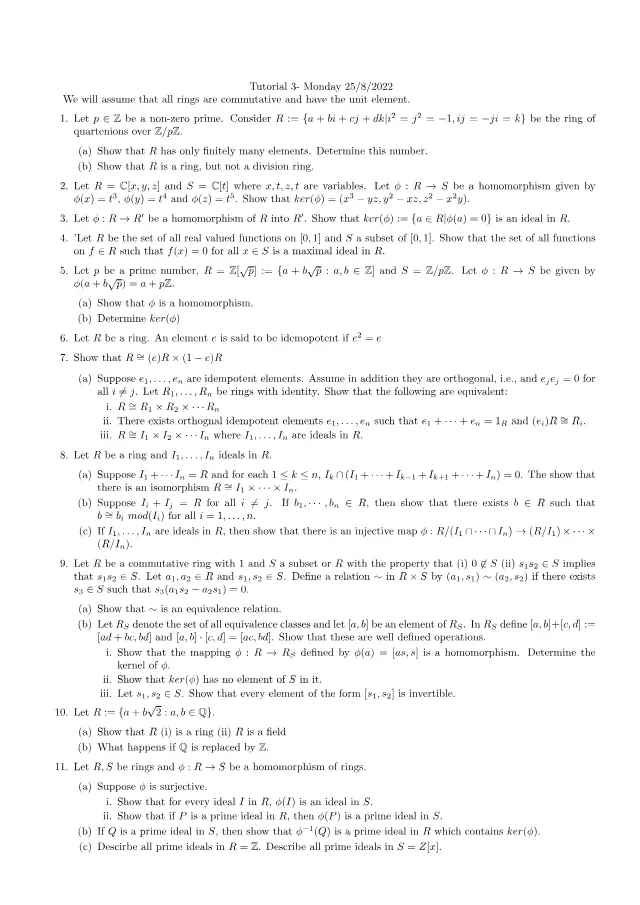 Tutorial 3- Monday 25/8/2022
We will assume that all rings are commutative and have the unit element.
1. Let p ∈ ℤ be a non-zero prime. Consider R := {a + bi + cj + dk|i² = j² = −1, ij = −ji = k} be the ring of
quartenions over ℤ/pℤ.
(a) Show that R has only finitely many elements. Determine this number.
(b) Show that R is a ring, but not a division ring.
2. Let R = ℂ[x, y, z] and S = ℂ[t] where x, t, z, t are variables. Let ϕ : R → S be a homomorphism given by
ϕ(x) = t³, ϕ(y) = t⁴ and ϕ(z) = t⁵. Show that ker(ϕ) = (x³ − yz, y² − xz, z² − x²y).
3. Let ϕ : R → R′ be a homomorphism of R into R′. Show that ker(ϕ) := {a ∈ R|ϕ(a) = 0} is an ideal in R.
4. 'Let R be the set of all real valued functions on [0, 1] and S a subset of [0, 1]. Show that the set of all functions
on f ∈ R such that f(x) = 0 for all x ∈ S is a maximal ideal in R.
5. Let p be a prime number, R = ℤ[√p] := {a + b√p : a, b ∈ ℤ} and S = ℤ/pℤ. Let ϕ : R → S be given by
ϕ(a + b√p) = a + pℤ.
(a) Show that ϕ is a homomorphism.
(b) Determine ker(ϕ)
6. Let R be a ring. An element e is said to be idemopotent if e² = e
7. Show that R ≅ (e)R × (1 − e)R
(a) Suppose e₁, . . . , eₙ are idempotent elements. Assume in addition they are orthogonal, i.e., and eᵢeⱼ = 0 for
all i ≠ j. Let R₁, . . . , Rₙ be rings with identity. Show that the following are equivalent:
i. R ≅ R₁ × R₂ × · · · Rₙ
ii. There exists orthognal idempotent elements e₁, . . . , eₙ such that e₁ + · · · + eₙ = 1_R and (eᵢ)R ≅ Rᵢ.
iii. R ≅ I₁ × I₂ × · · · Iₙ where I₁, . . . , Iₙ are ideals in R.
8. Let R be a ring and I₁, . . . , Iₙ ideals in R.
(a) Suppose I₁ + · · · Iₙ = R and for each 1 ≤ k ≤ n, Iₖ ∩ (I₁ + · · · + Iₖ₋₁ + Iₖ₊₁ + · · · + Iₙ) = 0. The show that
there is an isomorphism R ≅ I₁ × · · · × Iₙ.
(b) Suppose Iᵢ + Iⱼ = R for all i ≠ j. If b₁, · · · , bₙ ∈ R, then show that there exists b ∈ R such that
b ≅ bᵢ mod(Iᵢ) for all i = 1, . . . , n.
(c) If I₁, . . . , Iₙ are ideals in R, then show that there is an injective map ϕ : R/(I₁ ∩ · · · ∩ Iₙ) → (R/I₁) × · · · ×
(R/Iₙ).
9. Let R be a commutative ring with 1 and S a subset or R with the property that (i) 0 ∉ S (ii) s₁s₂ ∈ S implies
that s₁s₂ ∈ S. Let a₁, a₂ ∈ R and s₁, s₂ ∈ S. Define a relation ∼ in R × S by (a₁, s₁) ∼ (a₂, s₂) if there exists
s₃ ∈ S such that s₃(a₁s₂ − a₂s₁) = 0.
(a) Show that ∼ is an equivalence relation.
(b) Let R_S denote the set of all equivalence classes and let [a, b] be an element of R_S. In R_S define [a, b]+[c, d] :=
[ad + bc, bd] and [a, b] · [c, d] = [ac, bd]. Show that these are well defined operations.
i. Show that the mapping ϕ : R → R_S defined by ϕ(a) = [as, s] is a homomorphism. Determine the
kernel of ϕ.
ii. Show that ker(ϕ) has no element of S in it.
iii. Let s₁, s₂ ∈ S. Show that every element of the form [s₁, s₂] is invertible.
10. Let R := {a + b√2 : a, b ∈ ℚ}.
(a) Show that R (i) is a ring (ii) R is a field
(b) What happens if ℚ is replaced by ℤ.
11. Let R, S be rings and ϕ : R → S be a homomorphism of rings.
(a) Suppose ϕ is surjective.
i. Show that for every ideal I in R, ϕ(I) is an ideal in S.
ii. Show that if P is a prime ideal in R, then ϕ(P) is a prime ideal in S.
(b) If Q is a prime ideal in S, then show that ϕ⁻¹(Q) is a prime ideal in R which contains ker(ϕ).
(c) Descirbe all prime ideals in R = ℤ. Describe all prime ideals in S = Z[x].